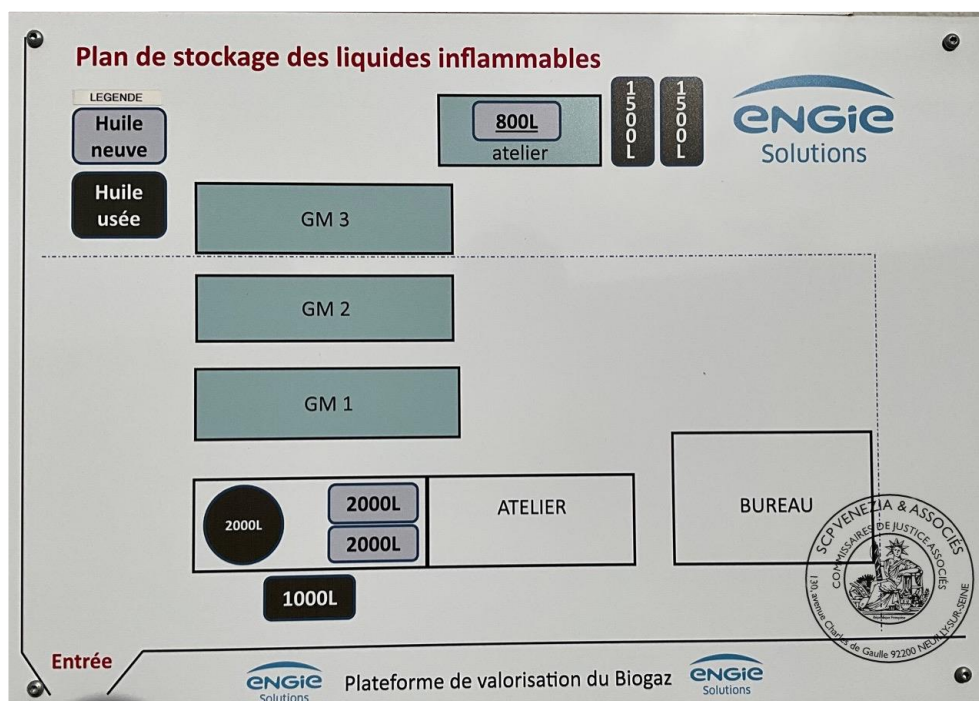 Plan de stockage des liquides inflammables
LEGENDE
Huile
neuve
Huile
usée
800L
atelier
1500L
1500L
ENGIE
Solutions
GM 3
GM 2
GM 1
2000L
2000L
2000L
ATELIER
BUREAU
1000L
SCP VENEZIA & ASSOCIÉS
COMMISSAIRES DE JUSTICE ASSOCIÉS
130, avenue Charles de Gaulle 92200 NEUILLY-SUR-SEINE
Entrée
ENGIE
Solutions
Plateforme de valorisation du Biogaz
ENGIE
Solutions